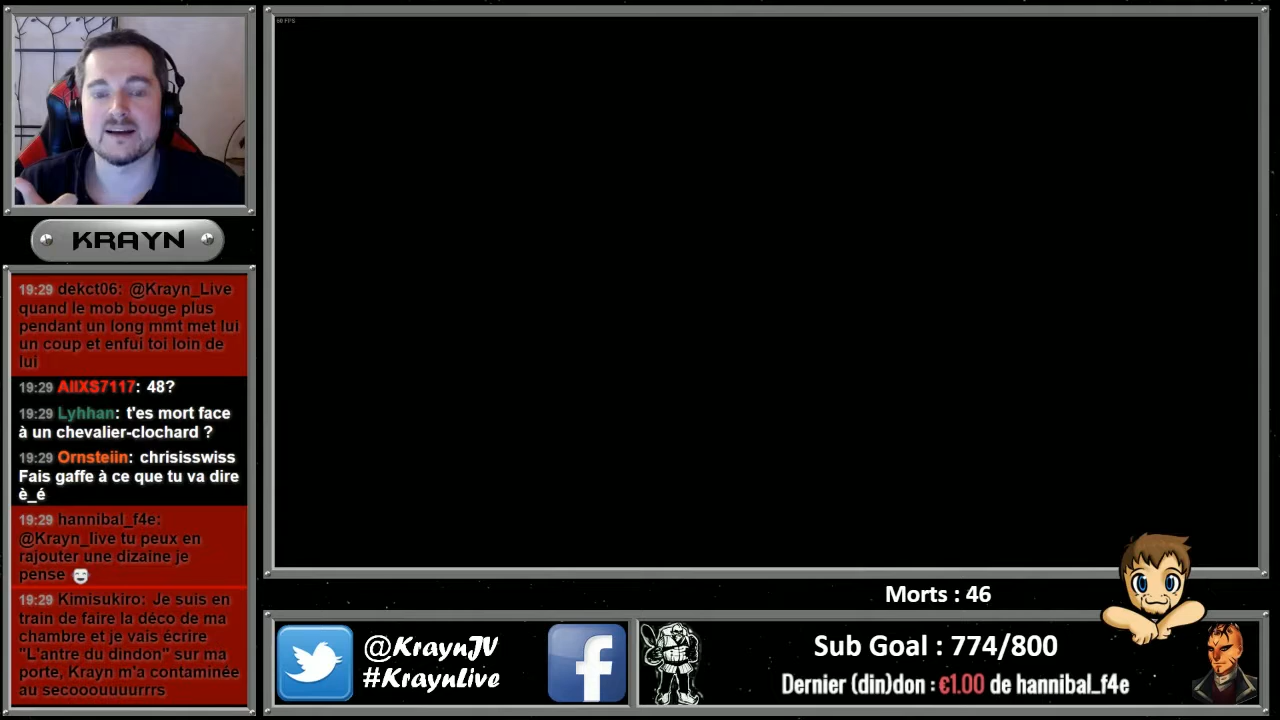 60 FPS
KRAYN
19:29 dekct06: @Krayn_Live
quand le mob bouge plus
pendant un long mmt met lui
un coup et enfui toi loin de
lui
19:29 AllXS7117: 48?
19:29 Lyhhan: t'es mort face
à un chevalier-clochard ?
19:29 Ornsteiin: chrisisswiss
Fais gaffe à ce que tu va dire
è_é
19:29 hannibal_f4e:
@Krayn_live tu peux en
rajouter une dizaine je
pense
19:29 Kimisukiro: Je suis en
train de faire la déco de ma
chambre et je vais écrire
"L'antre du dindon" sur ma
porte, Krayn m'a contaminée
au secooouuuurrrs
Morts : 46
@KraynJV
#KraynLive
Sub Goal : 774/800
Dernier (din)don : €1.00 de hannibal_f4e